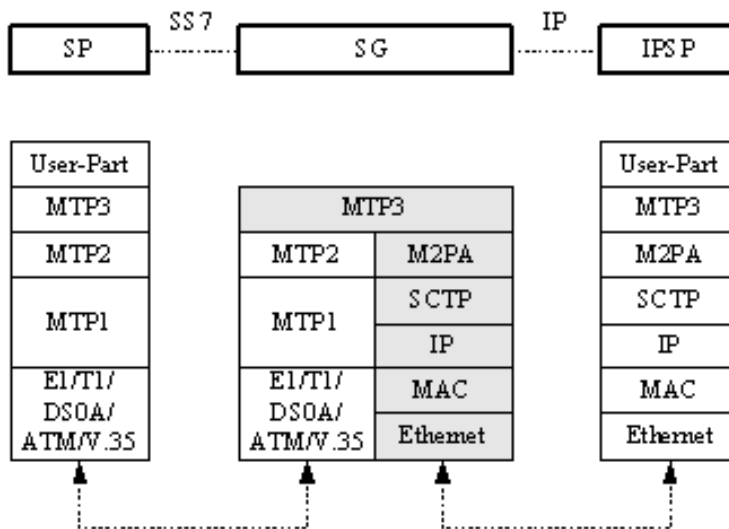 SS7
IP
SP
SG
IPSP
User-Part
MTP3
MTP2
MTP1
E1/T1/
DS0A/
ATM/V.35
MTP3
MTP2
M2PA
MTP1
SCTP
IP
E1/T1/
DS0A/
ATM/V.35
MAC
Ethernet
User-Part
MTP3
M2PA
SCTP
IP
MAC
Ethernet